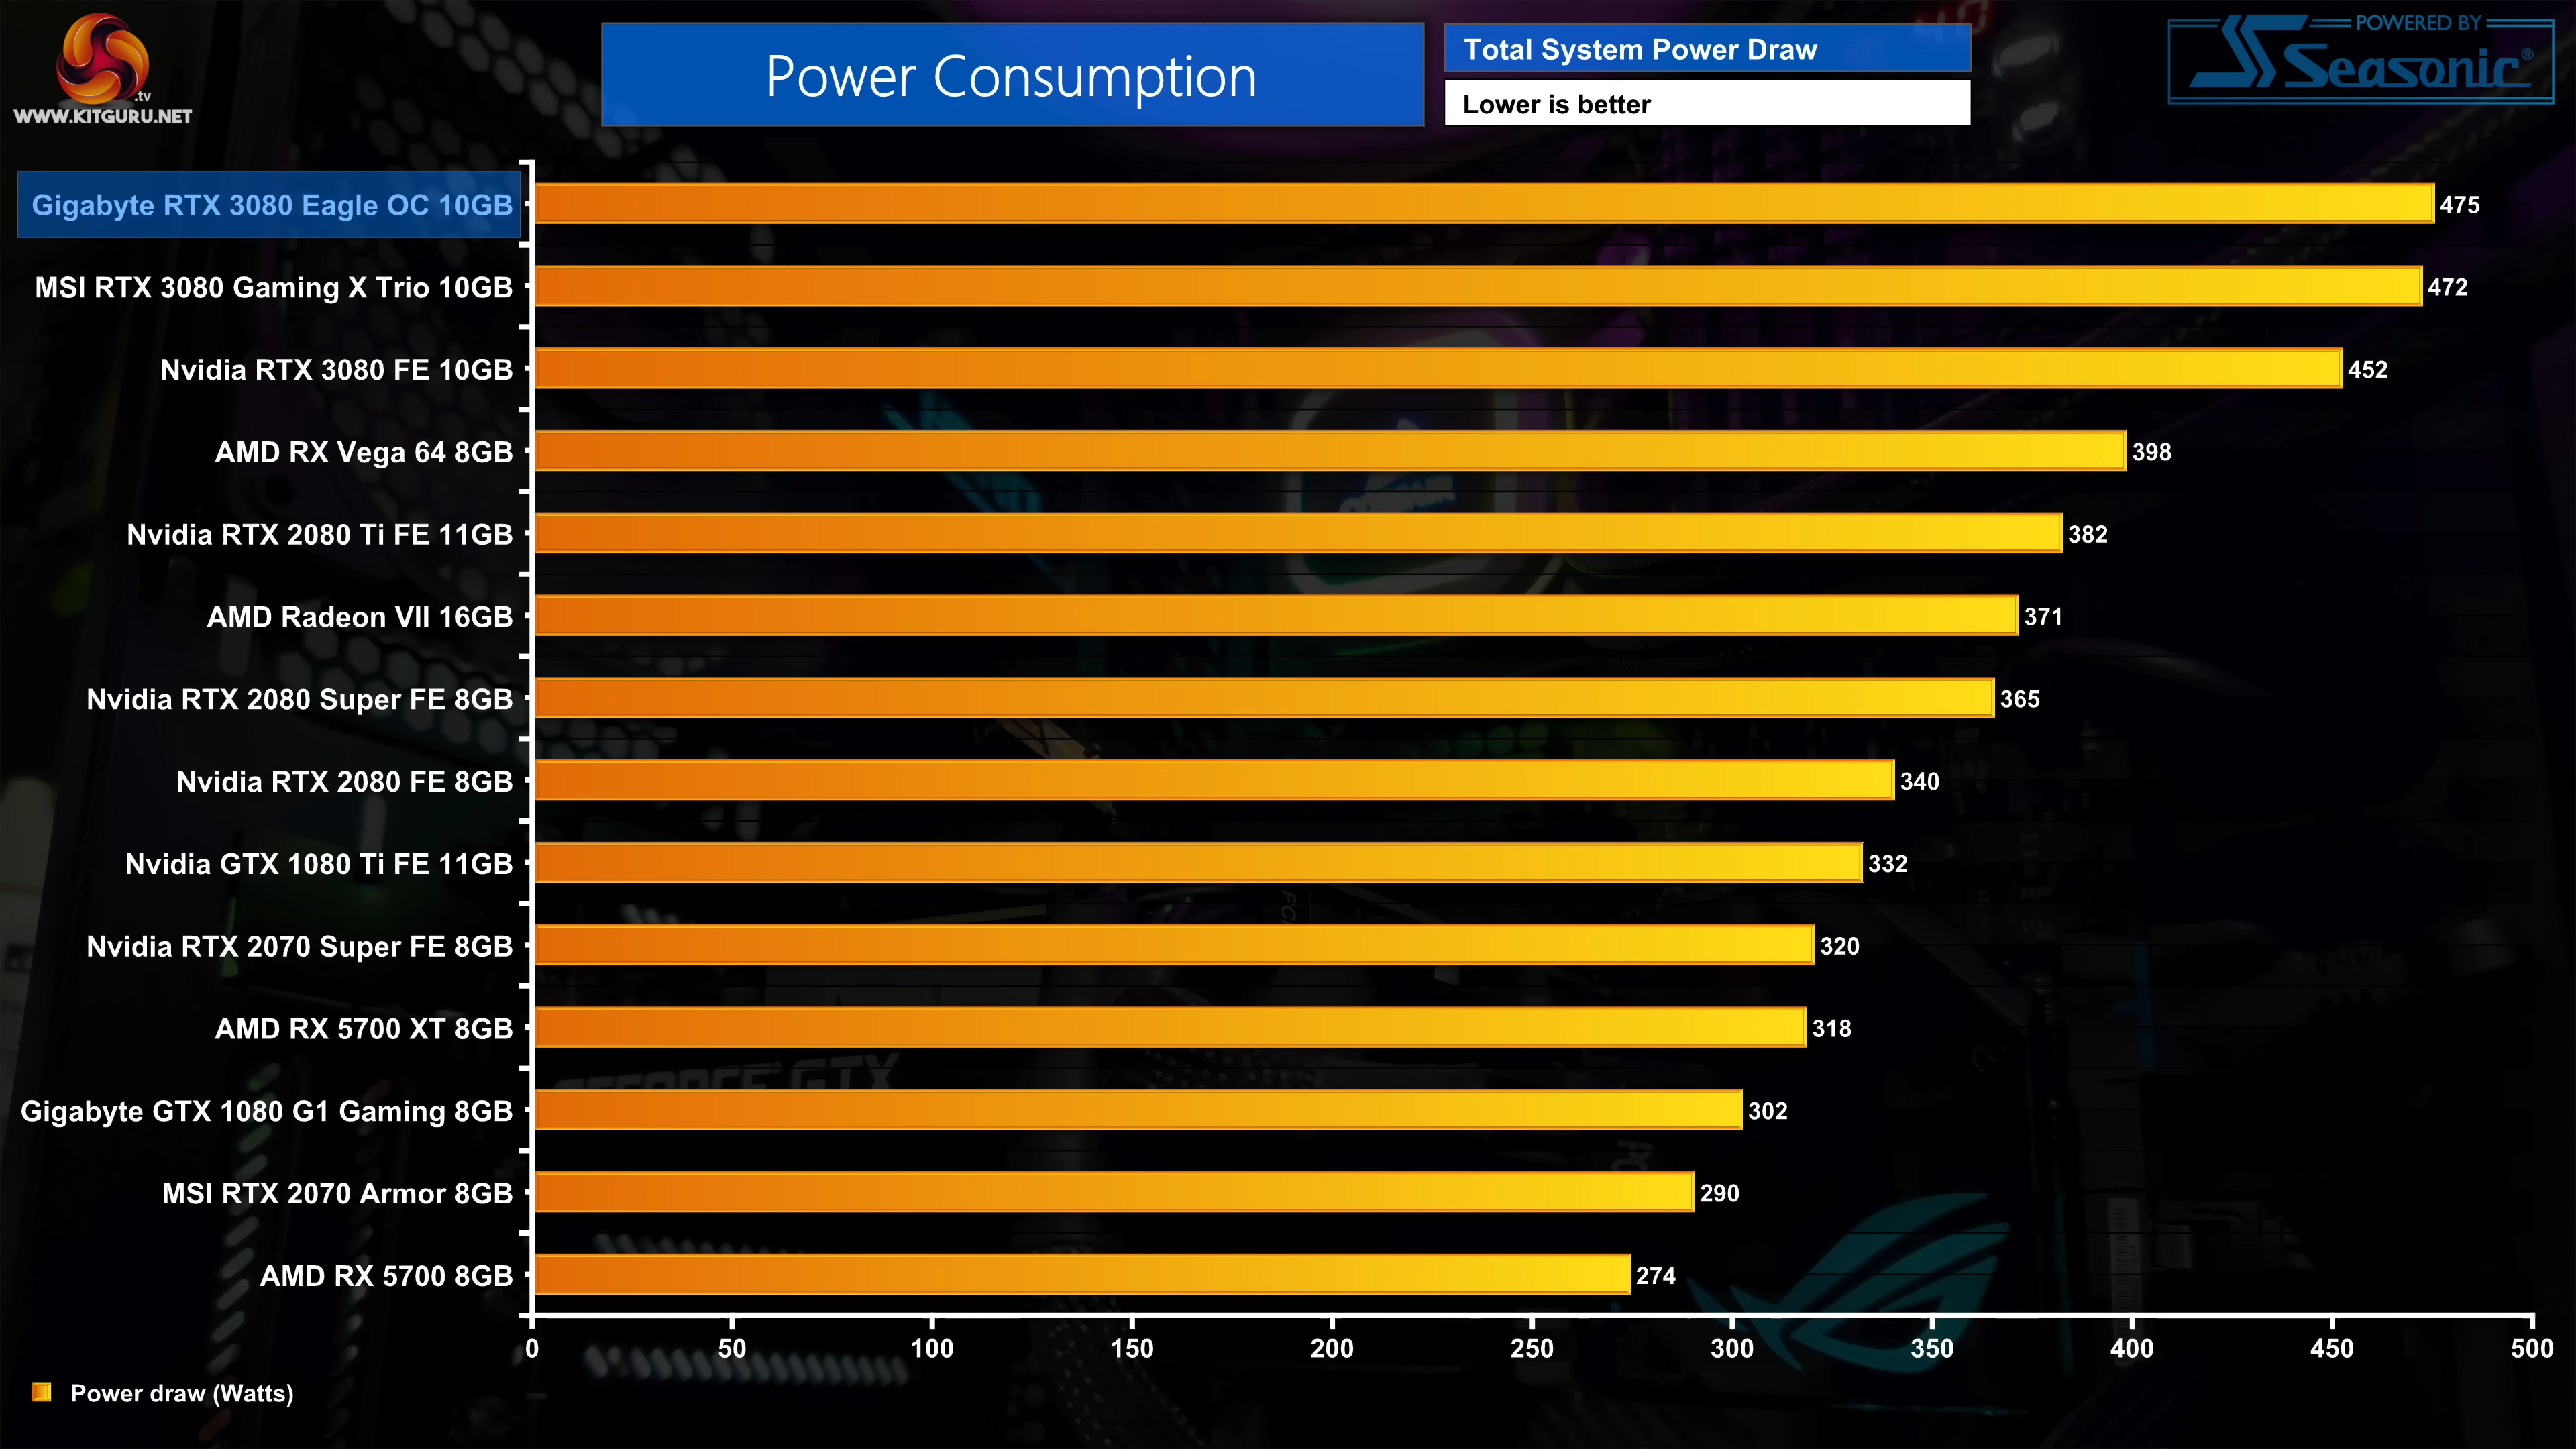 .tv
WWW.KITGURU.NET
Power Consumption
Total System Power Draw
Lower is better
POWERED BY
Seasonic®
Gigabyte RTX 3080 Eagle OC 10GB 475
MSI RTX 3080 Gaming X Trio 10GB 472
Nvidia RTX 3080 FE 10GB 452
AMD RX Vega 64 8GB 398
Nvidia RTX 2080 Ti FE 11GB 382
AMD Radeon VII 16GB 371
Nvidia RTX 2080 Super FE 8GB 365
Nvidia RTX 2080 FE 8GB 340
Nvidia GTX 1080 Ti FE 11GB 332
Nvidia RTX 2070 Super FE 8GB 320
AMD RX 5700 XT 8GB 318
GEFORCE GTX
Gigabyte GTX 1080 G1 Gaming 8GB 302
MSI RTX 2070 Armor 8GB 290
AMD RX 5700 8GB 274
0 50 100 150 200 250 300 350 400 450 500
Power draw (Watts)